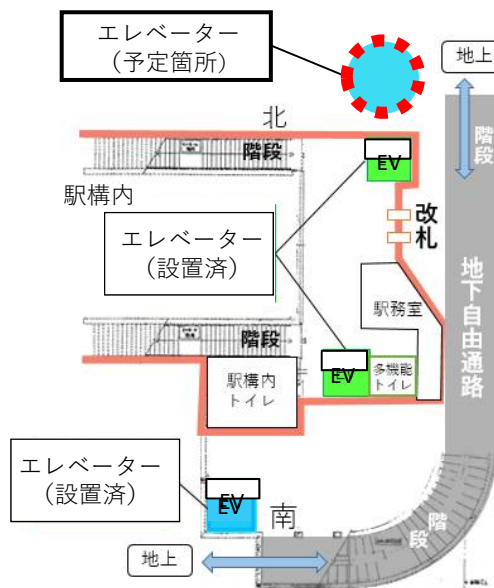 エレベーター
（予定箇所）
地上
階段
北
階段
EV
駅構内
エレベーター
（設置済）
改札
地下自由通路
駅務室
階段
EV
多機能
トイレ
駅構内
トイレ
エレベーター
（設置済）
EV
南
階段
地上